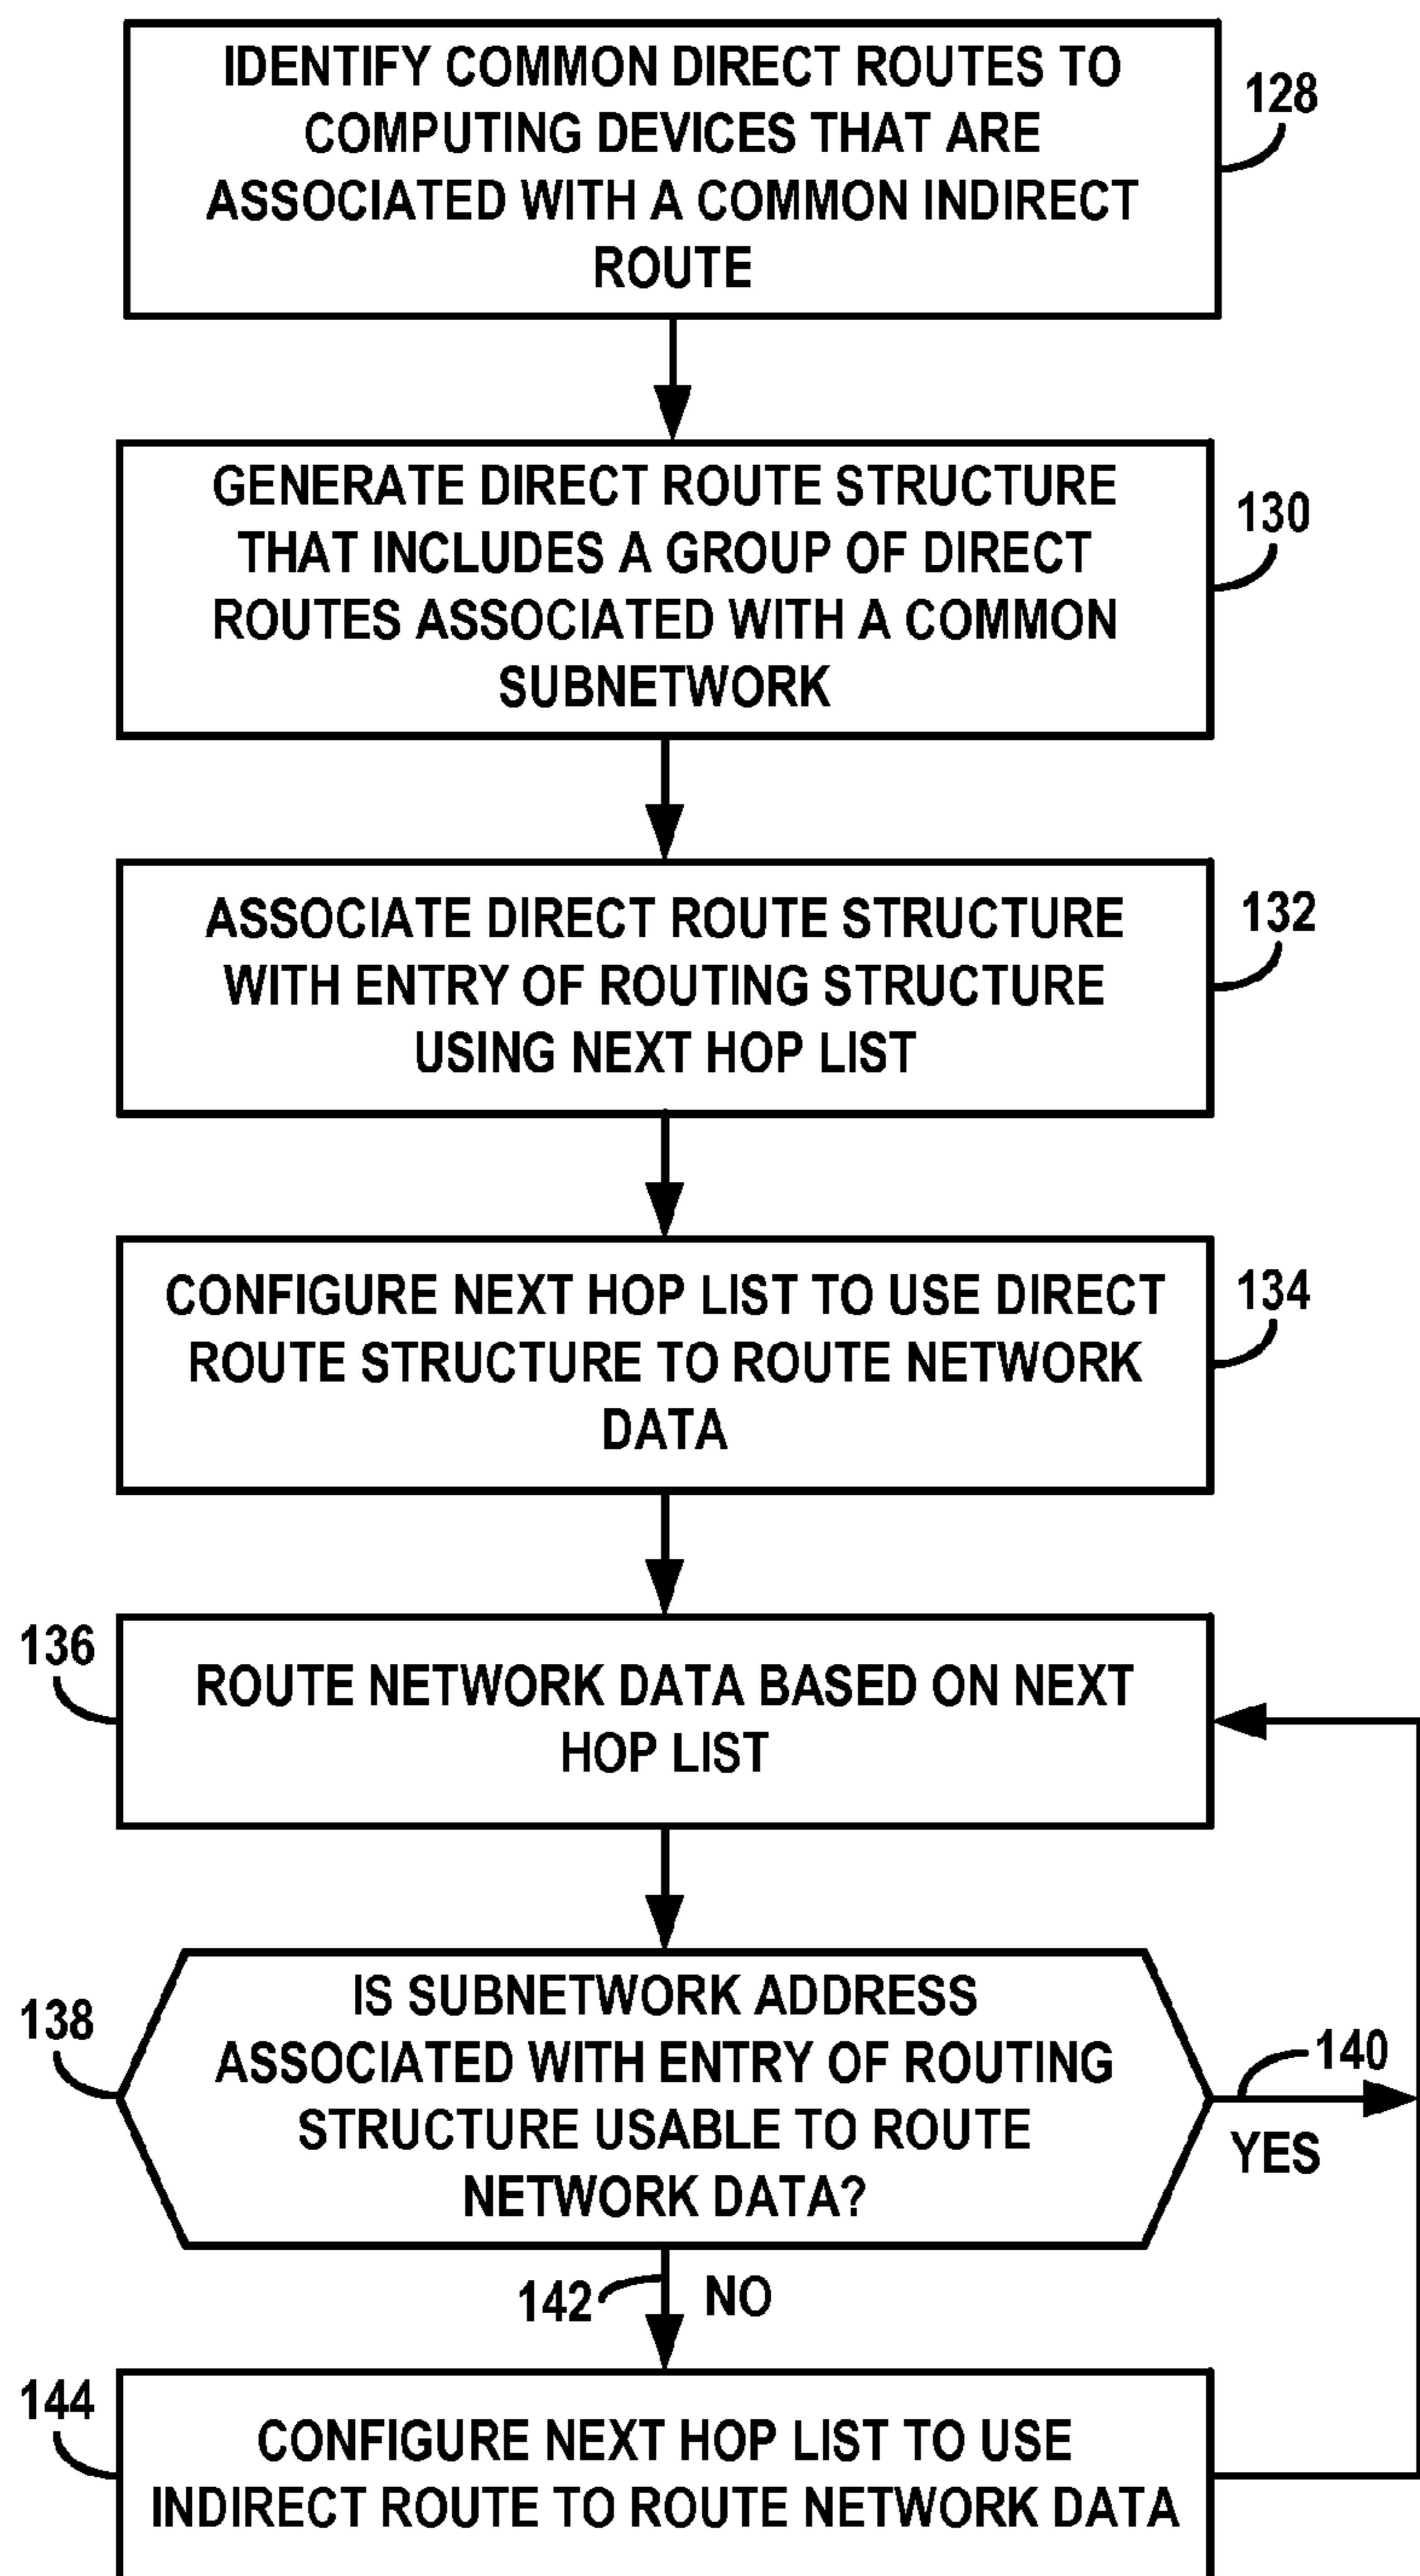 IDENTIFY COMMON DIRECT ROUTES TO
COMPUTING DEVICES THAT ARE
ASSOCIATED WITH A COMMON INDIRECT
ROUTE
128
GENERATE DIRECT ROUTE STRUCTURE
THAT INCLUDES A GROUP OF DIRECT
ROUTES ASSOCIATED WITH A COMMON
SUBNETWORK
130
ASSOCIATE DIRECT ROUTE STRUCTURE
WITH ENTRY OF ROUTING STRUCTURE
USING NEXT HOP LIST
132
CONFIGURE NEXT HOP LIST TO USE DIRECT
ROUTE STRUCTURE TO ROUTE NETWORK
DATA
134
136
ROUTE NETWORK DATA BASED ON NEXT
HOP LIST
138
IS SUBNETWORK ADDRESS
ASSOCIATED WITH ENTRY OF ROUTING
STRUCTURE USABLE TO ROUTE
NETWORK DATA?
140
YES
142
NO
144
CONFIGURE NEXT HOP LIST TO USE
INDIRECT ROUTE TO ROUTE NETWORK DATA